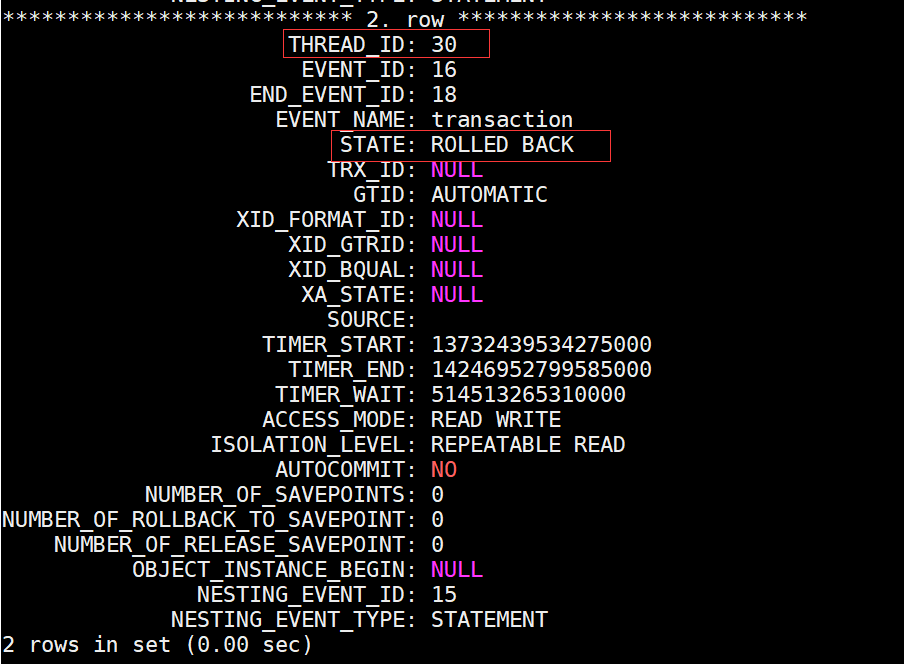 NESTING_EVENT_TYPE: STATEMENT
*************************** 2. row ***************************
THREAD_ID: 30
EVENT_ID: 16
END_EVENT_ID: 18
EVENT_NAME: transaction
STATE: ROLLED BACK
TRX_ID: NULL
GTID: AUTOMATIC
XID_FORMAT_ID: NULL
XID_GTRID: NULL
XID_BQUAL: NULL
XA_STATE: NULL
SOURCE:
TIMER_START: 13732439534275000
TIMER_END: 14246952799585000
TIMER_WAIT: 514513265310000
ACCESS_MODE: READ WRITE
ISOLATION_LEVEL: REPEATABLE READ
AUTOCOMMIT: NO
NUMBER_OF_SAVEPOINTS: 0
NUMBER_OF_ROLLBACK_TO_SAVEPOINT: 0
NUMBER_OF_RELEASE_SAVEPOINT: 0
OBJECT_INSTANCE_BEGIN: NULL
NESTING_EVENT_ID: 15
NESTING_EVENT_TYPE: STATEMENT
2 rows in set (0.00 sec)